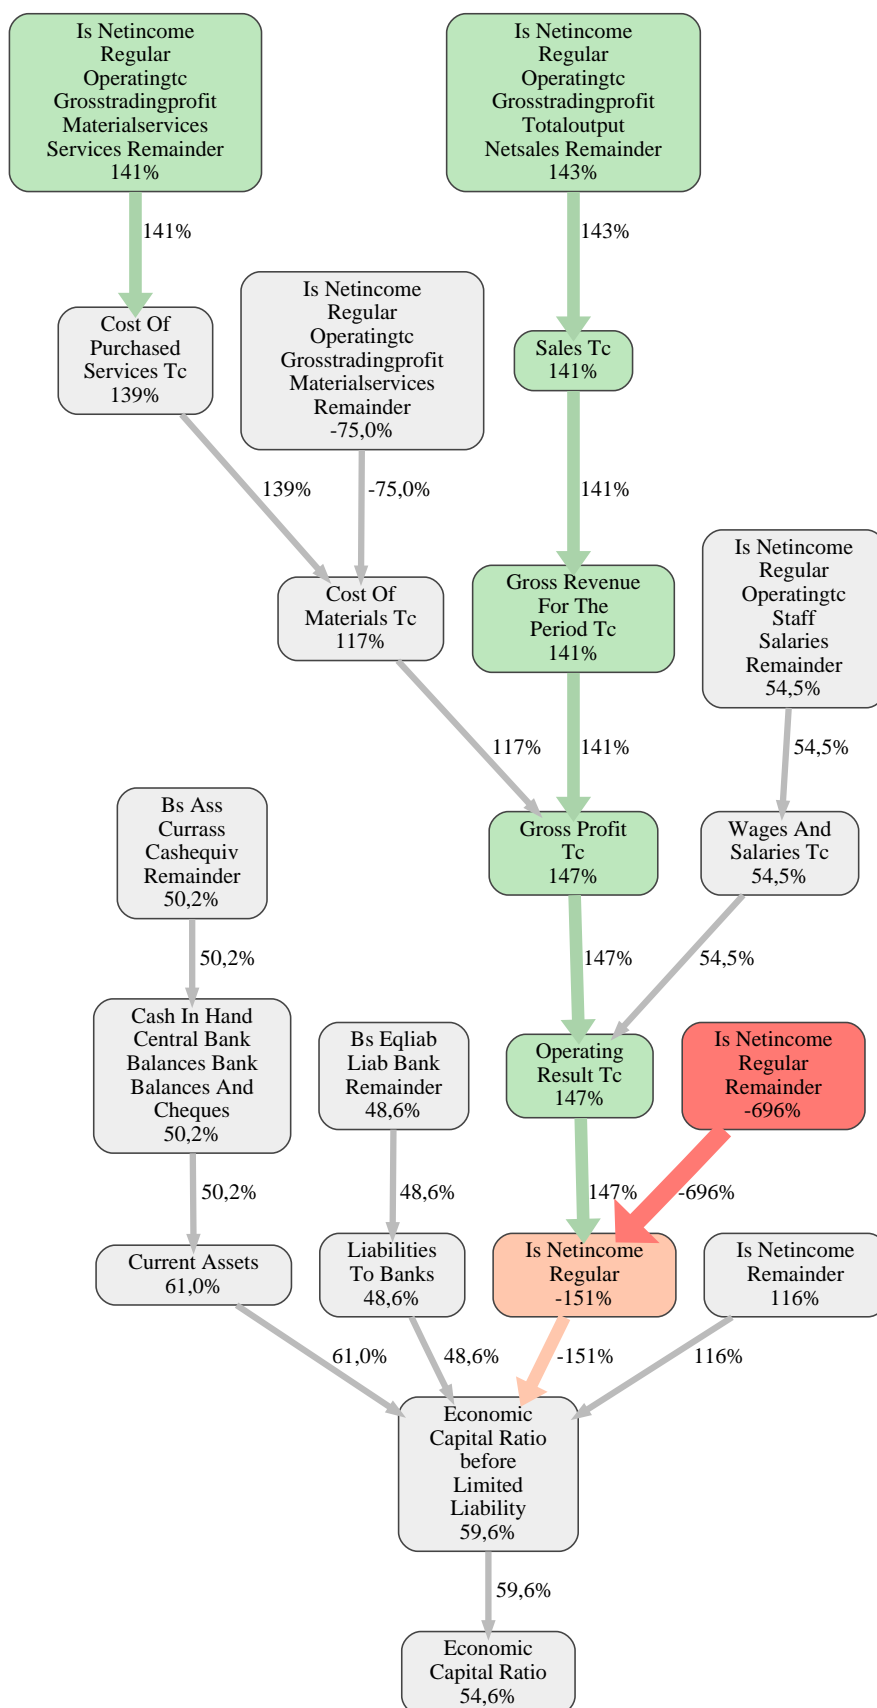 Is Netincome
Regular
Operatingtc
Grosstradingprofit
Materialservices
Services Remainder
141%
Is Netincome
Regular
Operatingtc
Grosstradingprofit
Totaloutput
Netsales Remainder
143%
141%
143%
Is Netincome
Regular
Operatingtc
Grosstradingprofit
Materialservices
Remainder
-75,0%
Cost Of
Purchased
Services Tc
139%
Sales Tc
141%
139%
-75,0%
141%
Is Netincome
Regular
Operatingtc
Staff
Salaries
Remainder
54,5%
Cost Of
Materials Tc
117%
Gross Revenue
For The
Period Tc
141%
117%
141%
54,5%
Bs Ass
Currass
Cashequiv
Remainder
50,2%
Gross Profit
Tc
147%
Wages And
Salaries Tc
54,5%
50,2%
147%
54,5%
Cash In Hand
Central Bank
Balances Bank
Balances And
Cheques
50,2%
Bs Eqliab
Liab Bank
Remainder
48,6%
Operating
Result Tc
147%
Is Netincome
Regular
Remainder
-696%
50,2%
48,6%
147%
-696%
Current Assets
61,0%
Liabilities
To Banks
48,6%
Is Netincome
Regular
-151%
Is Netincome
Remainder
116%
61,0%
48,6%
-151%
116%
Economic
Capital Ratio
before
Limited
Liability
59,6%
59,6%
Economic
Capital Ratio
54,6%